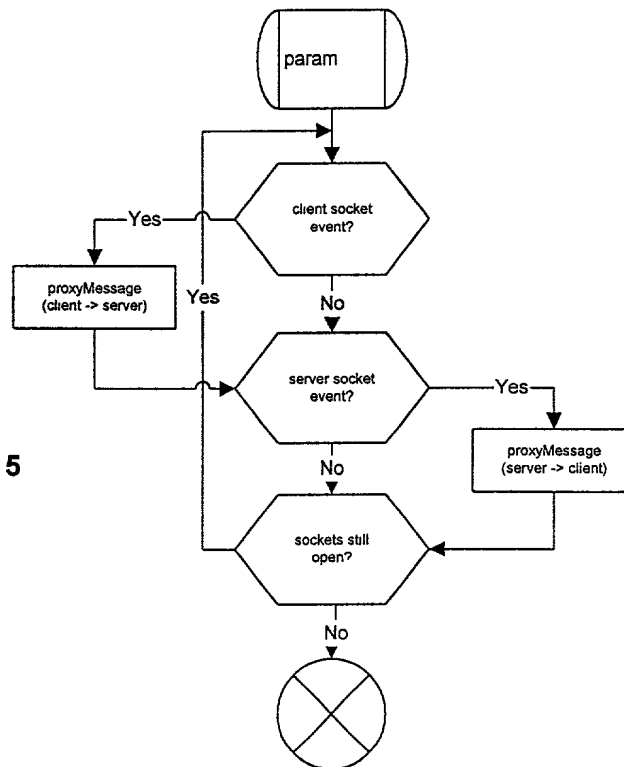 param
client socket
event?
Yes
proxyMessage
(client -> server)
Yes
No
server socket
event?
Yes
proxyMessage
(server -> client)
5
No
sockets still
open?
No